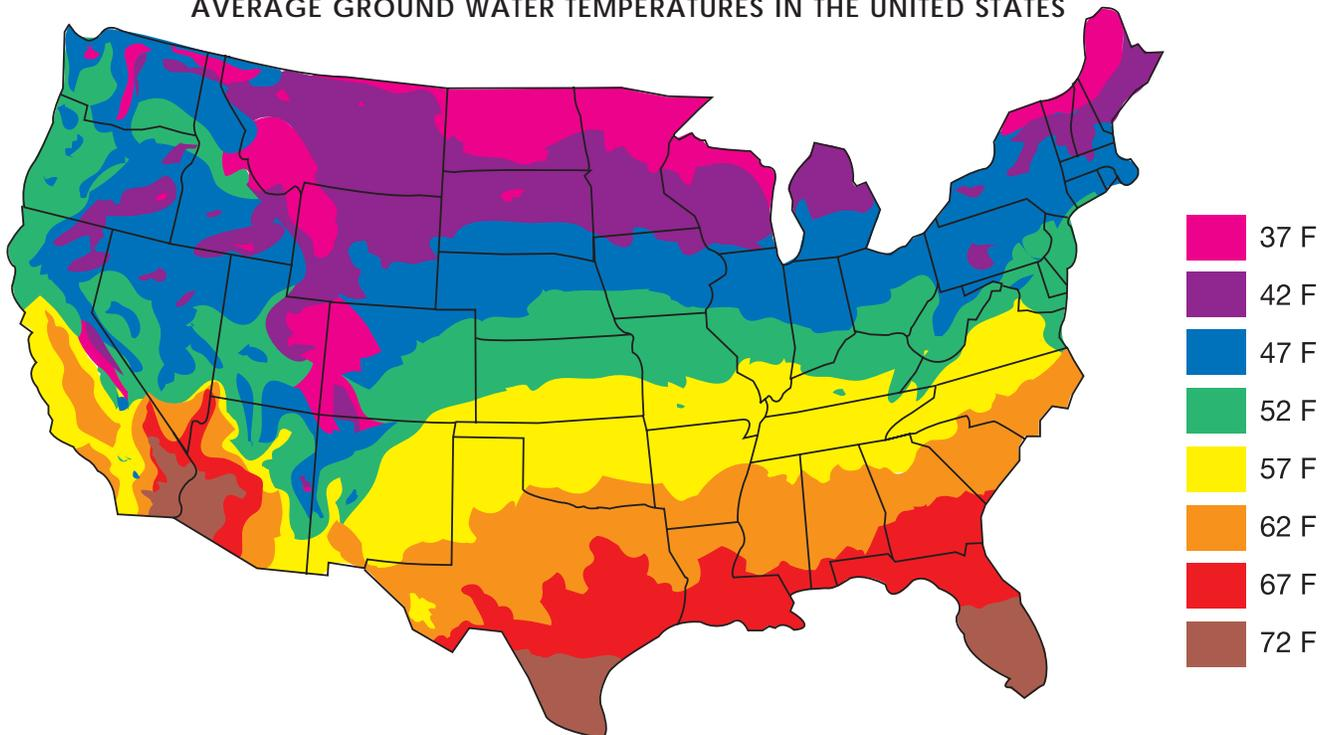 AVERAGE GROUND WATER TEMPERATURES IN THE UNITED STATES
37 F
42 F
47 F
52 F
57 F
62 F
67 F
72 F